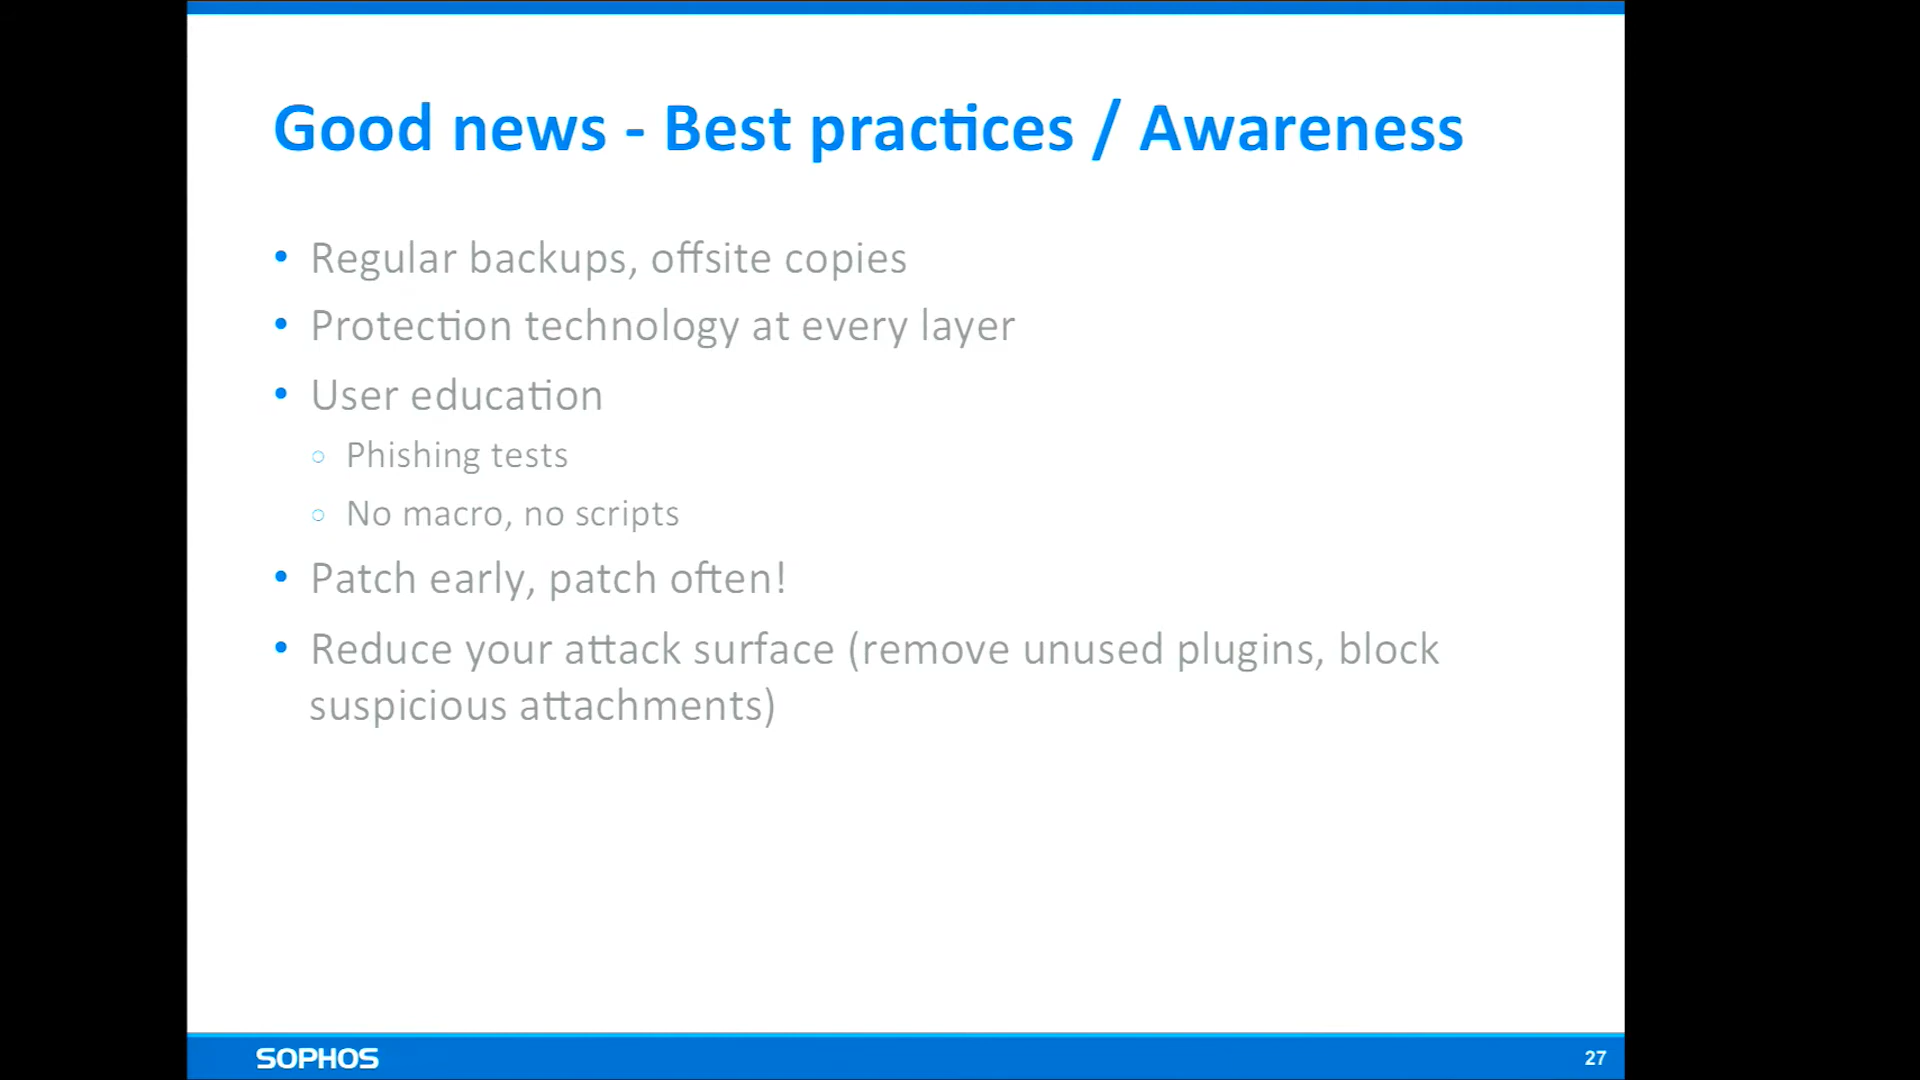 Good news - Best practices / Awareness
• Regular backups, offsite copies
• Protection technology at every layer
• User education
○ Phishing tests
○ No macro, no scripts
• Patch early, patch often!
• Reduce your attack surface (remove unused plugins, block
suspicious attachments)
SOPHOS
27